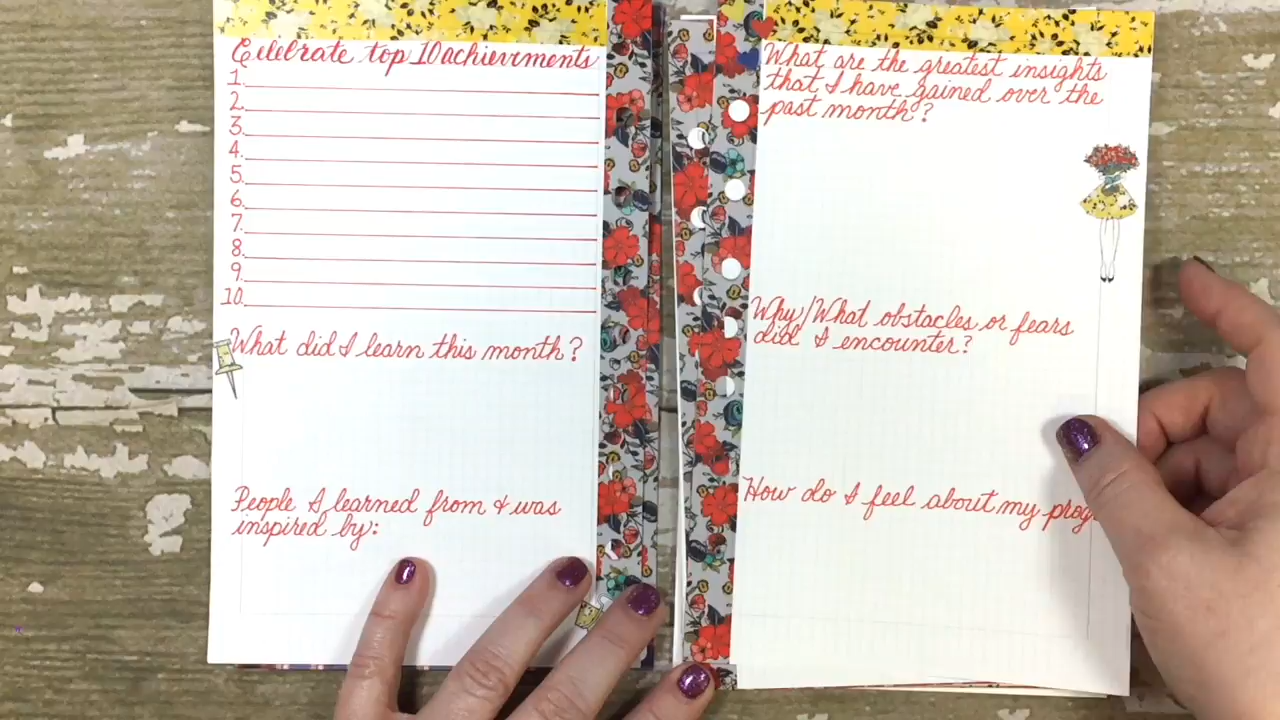 Celebrate top 10 achievements
1.
2.
3.
4.
5.
6.
7.
8.
9.
10.
What did I learn this month?
People I learned from & was
inspired by:
What are the greatest insights
that I have gained over the
past month?
Why/What obstacles or fears
did I encounter?
How do I feel about my prog